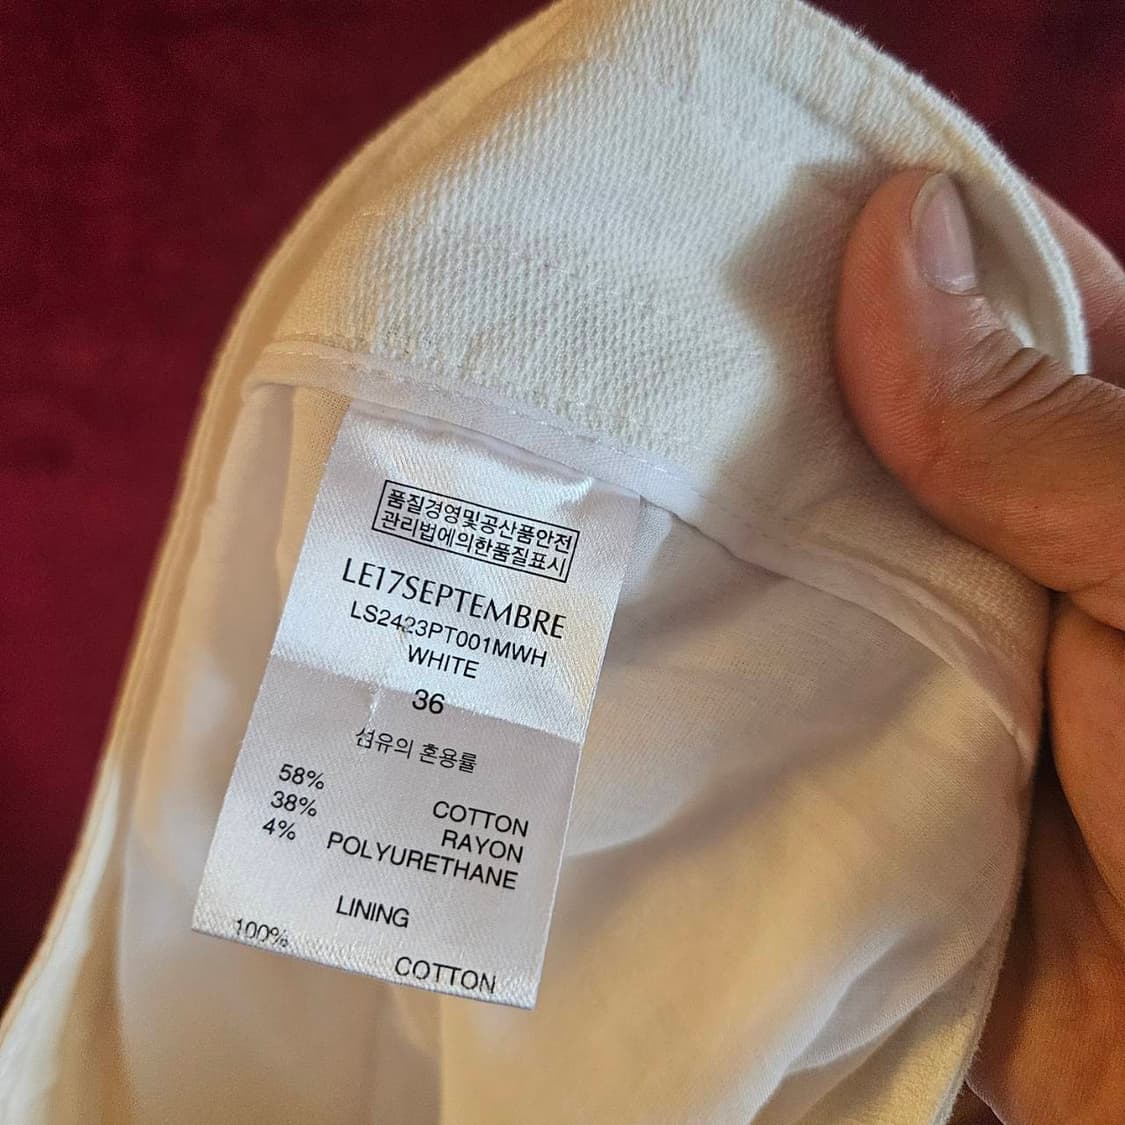 품질경영및공산품안전
관리법에의한품질표시
LE17SEPTEMBRE
LS2423PT001MWH
WHITE
36
섬유의 혼용률
58% COTTON
38% RAYON
4% POLYURETHANE
LINING
100% COTTON